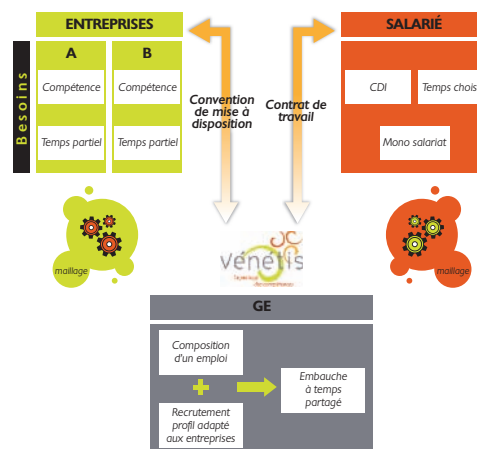 ENTREPRISES
SALARIÉ
Besoins
A
B
Compétence
Compétence
Temps partiel
Temps partiel
Convention
de mise à
disposition
Contrat de
travail
CDI
Temps chois
Mono salariat
maillage
maillage
vénétis
GE
Composition
d'un emploi
+
Recrutement
profil adapté
aux entreprises
Embauche
à temps
partagé